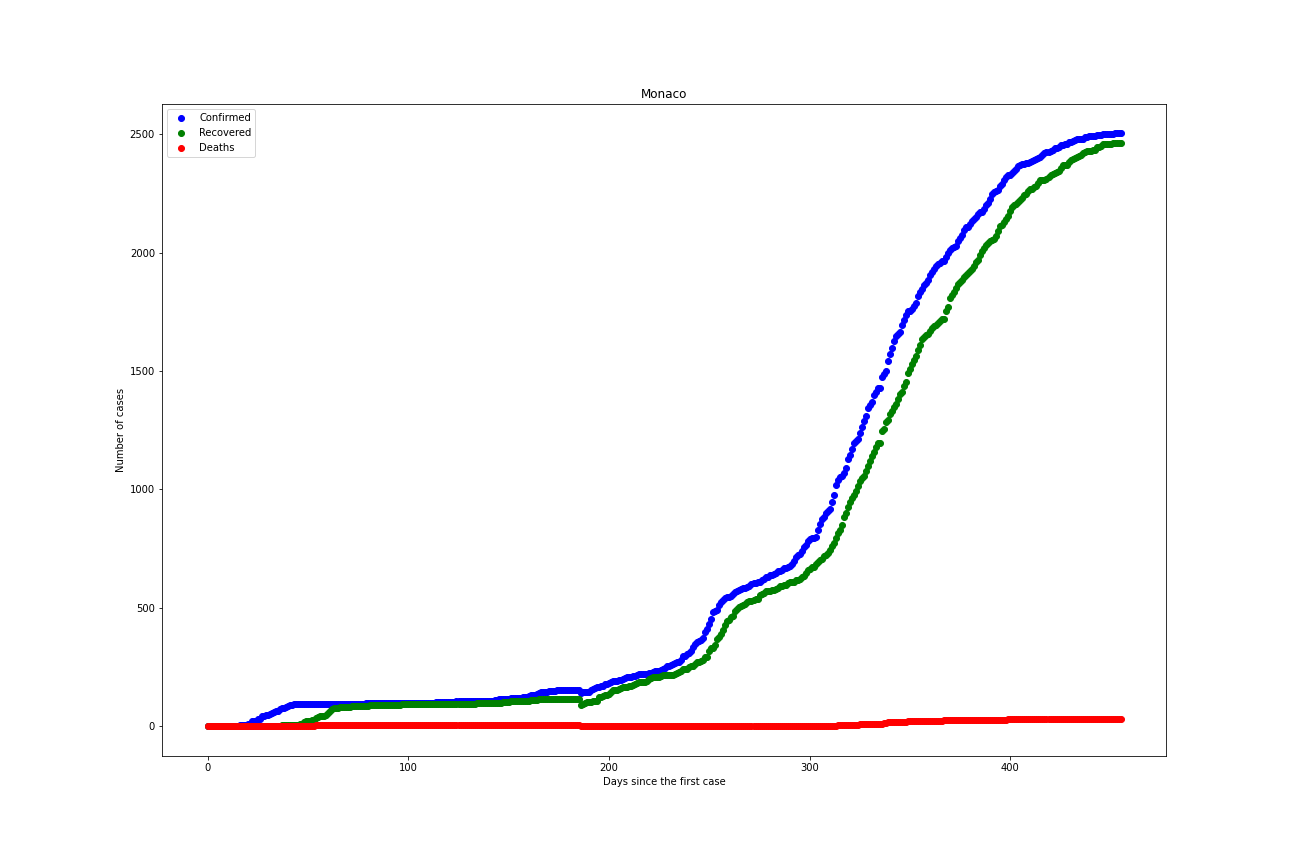 Monaco
Confirmed
Recovered
Deaths
2500
2000
1500
1000
500
0
Number of cases
0 100 200 300 400
Days since the first case